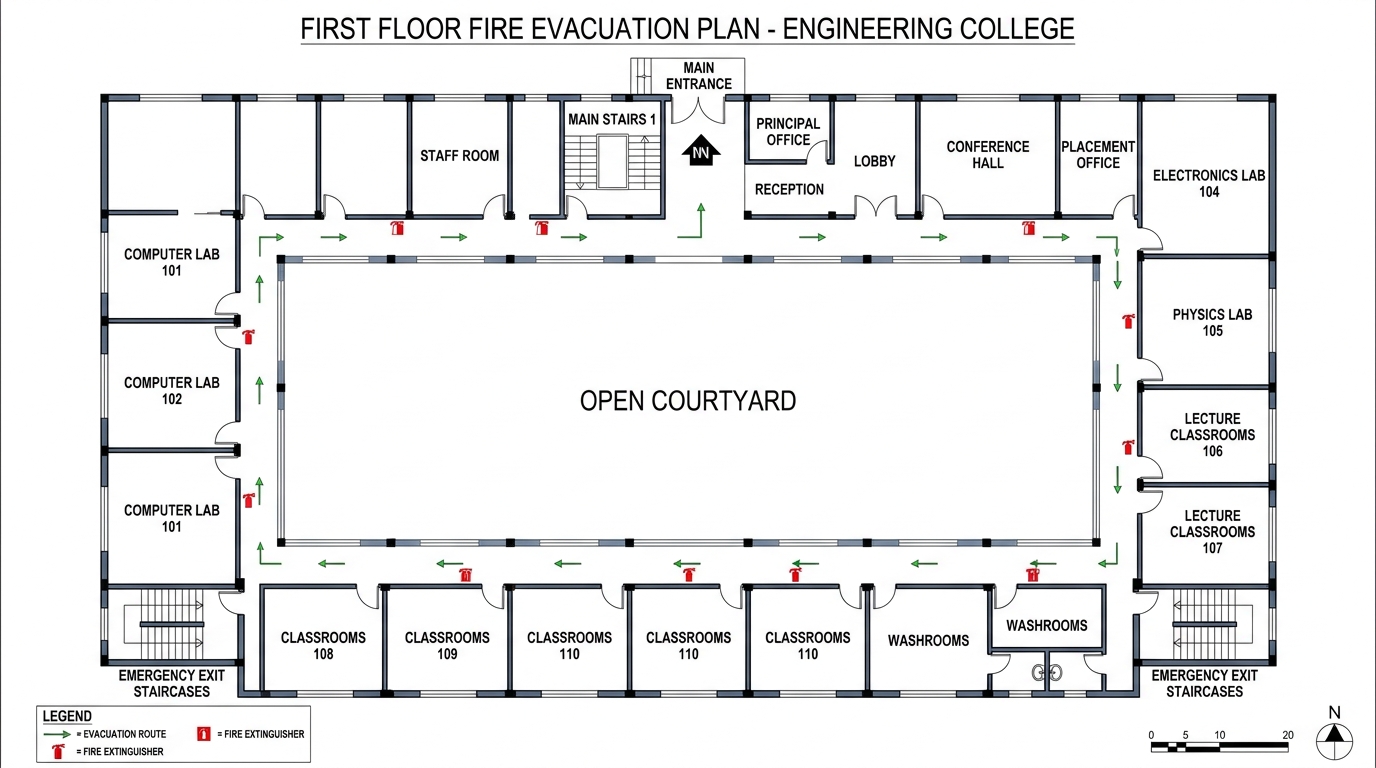 FIRST FLOOR FIRE EVACUATION PLAN - ENGINEERING COLLEGE
MAIN
ENTRANCE
MAIN STAIRS 1
PRINCIPAL
OFFICE
STAFF ROOM
NN
LOBBY
CONFERENCE
HALL
PLACEMENT
OFFICE
ELECTRONICS LAB
104
RECEPTION
COMPUTER LAB
101
PHYSICS LAB
105
COMPUTER LAB
102
OPEN COURTYARD
LECTURE
CLASSROOMS
106
COMPUTER LAB
101
LECTURE
CLASSROOMS
107
CLASSROOMS
108
CLASSROOMS
109
CLASSROOMS
110
CLASSROOMS
110
CLASSROOMS
110
WASHROOMS
WASHROOMS
EMERGENCY EXIT
STAIRCASES
EMERGENCY EXIT
STAIRCASES
LEGEND
= EVACUATION ROUTE
= FIRE EXTINGUISHER
= FIRE EXTINGUISHER
0 5 10 20
N